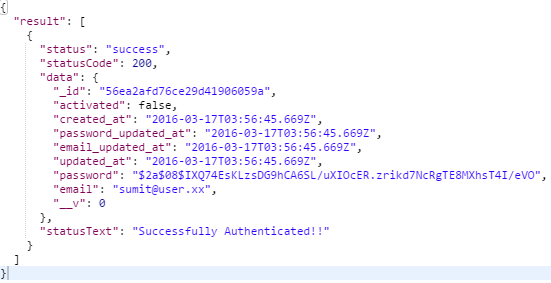 {
  "result": [
    {
      "status": "success",
      "statusCode": 200,
      "data": {
        "_id": "56ea2afd76ce29d41906059a",
        "activated": false,
        "created_at": "2016-03-17T03:56:45.669Z",
        "password_updated_at": "2016-03-17T03:56:45.669Z",
        "email_updated_at": "2016-03-17T03:56:45.669Z",
        "updated_at": "2016-03-17T03:56:45.669Z",
        "password": "$2a$08$IXQ74EsKLzsDG9hCA6SL/uXIOcER.zrikd7NcRgTE8MXhsT4I/eVO",
        "email": "sumit@user.xx",
        "__v": 0
      },
      "statusText": "Successfully Authenticated!!"
    }
  ]
}